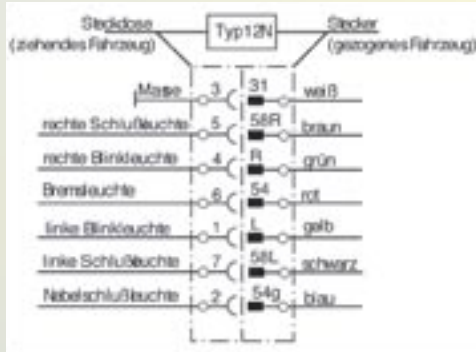 Steckdose Typ12N Stecker
(ziehendes Fahrzeug) (gezogenes Fahrzeug)
Masse 3 31 weiß
rechte Schlußleuchte 5 58R braun
rechte Blinkleuchte 4 R grün
Bremsleuchte 6 54 rot
linke Blinkleuchte 1 L gelb
linke Schlußleuchte 7 58L schwarz
Nebelschlußleuchte 2 54g blau